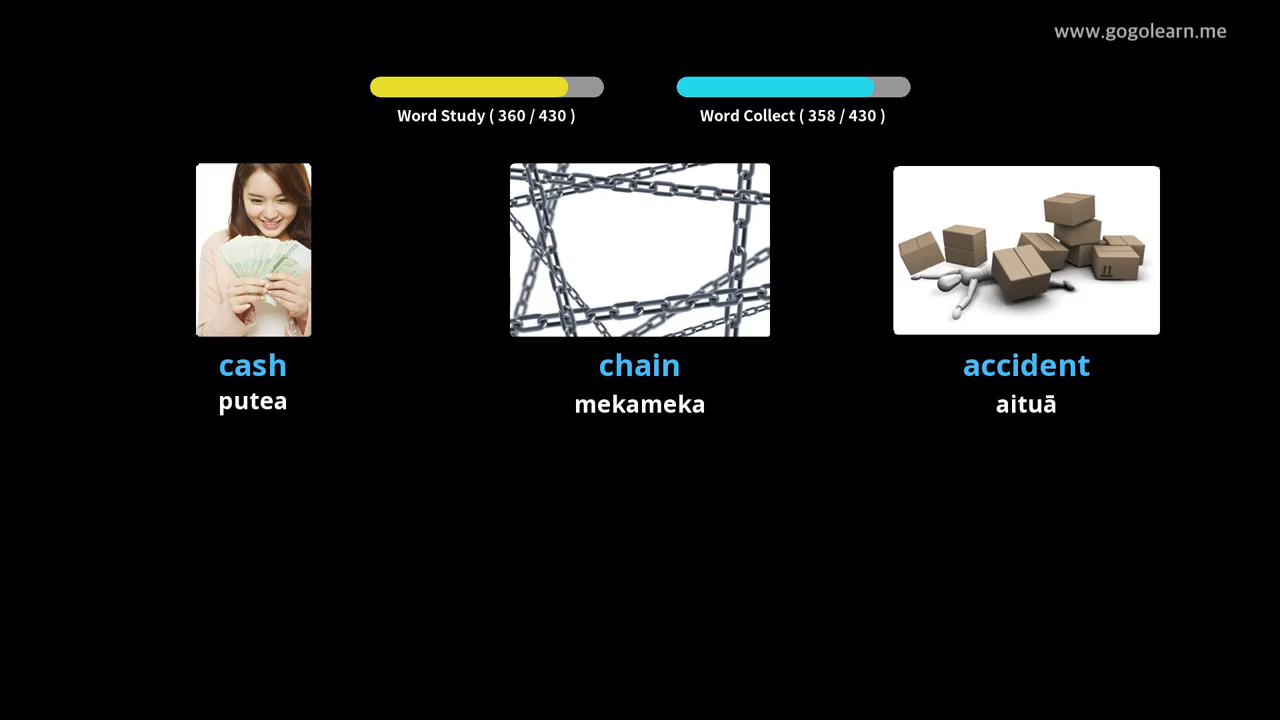 www.gogolearn.me
Word Study ( 360 / 430 )
Word Collect ( 358 / 430 )
cash
putea
chain
mekameka
accident
aituā